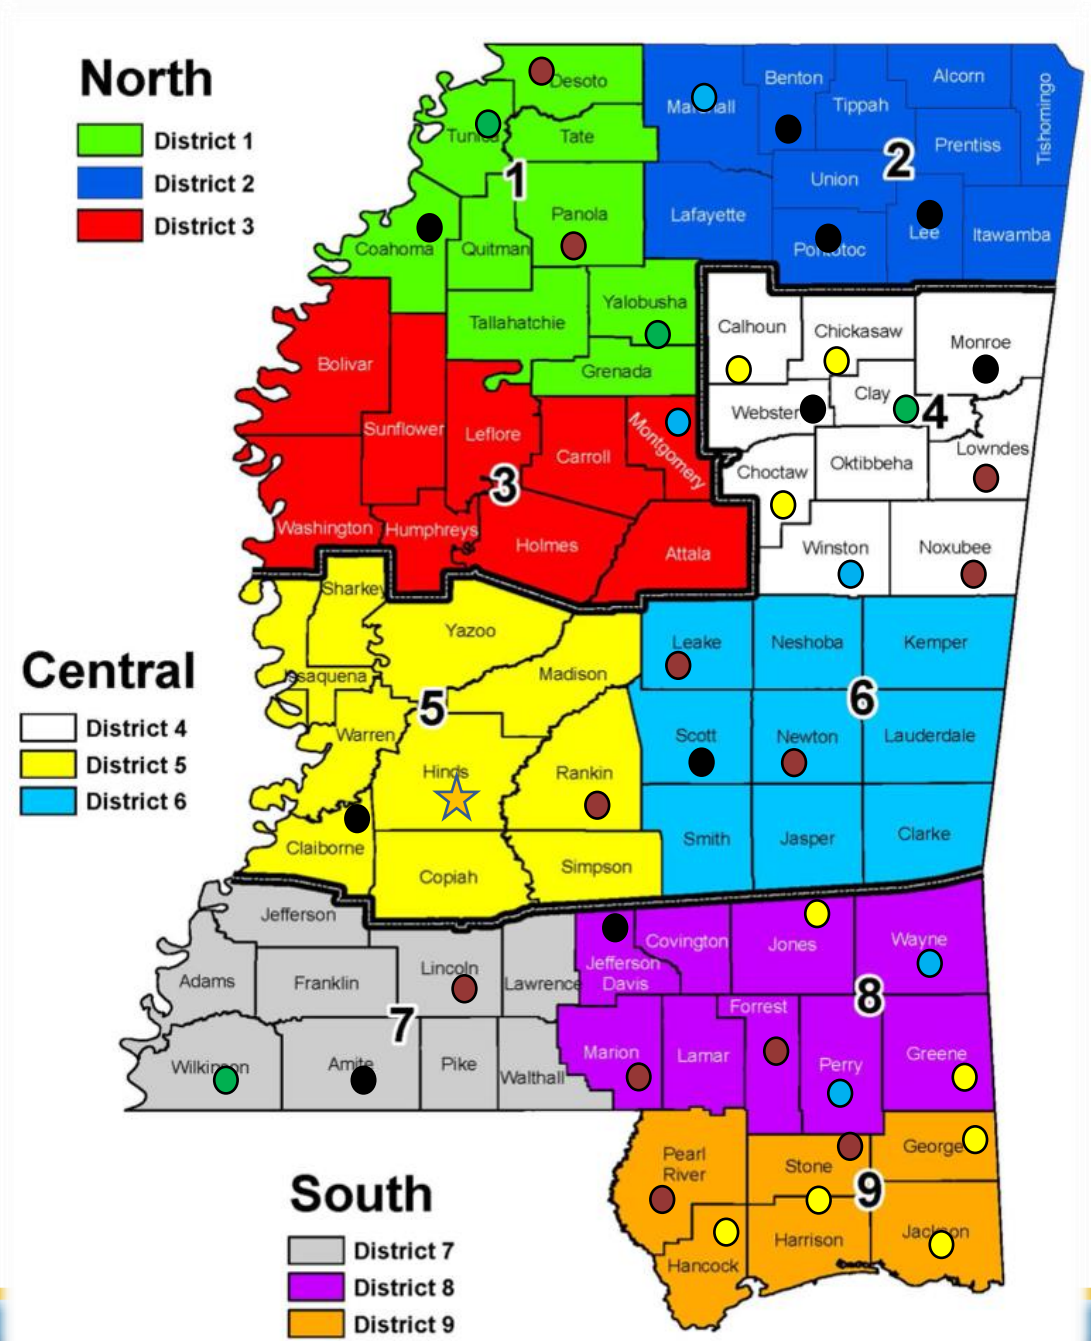 North
District 1
District 2
District 3
Desoto
Tunica
Tate
1
Panola
Coahoma
Quitman
Tallahatchie
Yalobusha
Grenada
Marshall
Benton
Tippah
Alcorn
Tishomingo
Prentiss
2
Union
Lafayette
Pontotoc
Lee
Itawamba
Bolivar
Sunflower
Leflore
Carroll
Montgomery
3
Washington
Humphreys
Holmes
Attala
Calhoun
Chickasaw
Monroe
Webster
Clay
4
Choctaw
Oktibbeha
Lowndes
Winston
Noxubee
Central
District 4
District 5
District 6
Sharkey
Yazoo
Issaquena
Madison
5
Warren
Hinds
Rankin
Claiborne
Copiah
Simpson
Leake
Neshoba
Kemper
6
Scott
Newton
Lauderdale
Smith
Jasper
Clarke
Jefferson
Adams
Franklin
Lincoln
Lawrence
7
Wilkinson
Amite
Pike
Walthall
Jefferson
Davis
Covington
Jones
Wayne
8
Marion
Lamar
Forrest
Perry
Greene
Pearl
River
Stone
George
9
Hancock
Harrison
Jackson
South
District 7
District 8
District 9